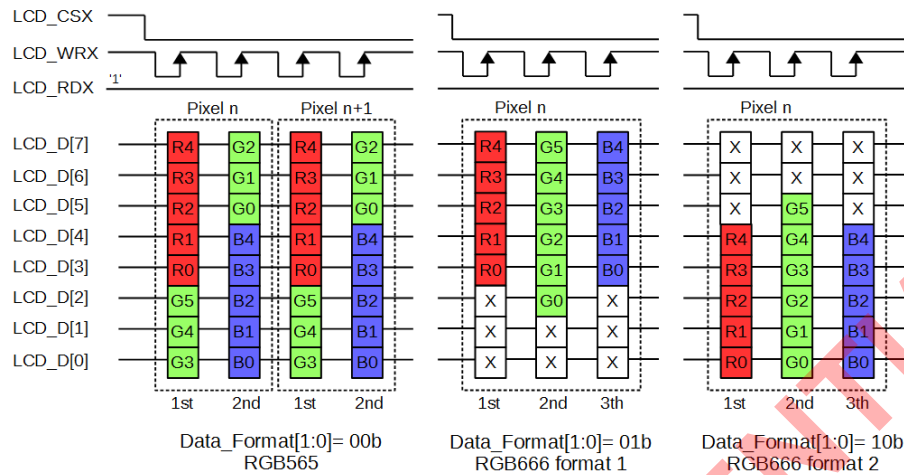 LCD_CSX
LCD_WRX
LCD_RDX '1'
Pixel n Pixel n+1 Pixel n Pixel n
LCD_D[7] R4 G2 R4 G2 R4 G5 B4 X X X
LCD_D[6] R3 G1 R3 G1 R3 G4 B3 X X X
LCD_D[5] R2 G0 R2 G0 R2 G3 B2 X G5 X
LCD_D[4] R1 B4 R1 B4 R1 G2 B1 R4 G4 B4
LCD_D[3] R0 B3 R0 B3 R0 G1 B0 R3 G3 B3
LCD_D[2] G5 B2 G5 B2 X G0 X R2 G2 B2
LCD_D[1] G4 B1 G4 B1 X X X R1 G1 B1
LCD_D[0] G3 B0 G3 B0 X X X R0 G0 B0
1st 2nd 1st 2nd 1st 2nd 3th 1st 2nd 3th
Data_Format[1:0]= 00b Data_Format[1:0]= 01b Data_Format[1:0]= 10b
RGB565 RGB666 format 1 RGB666 format 2